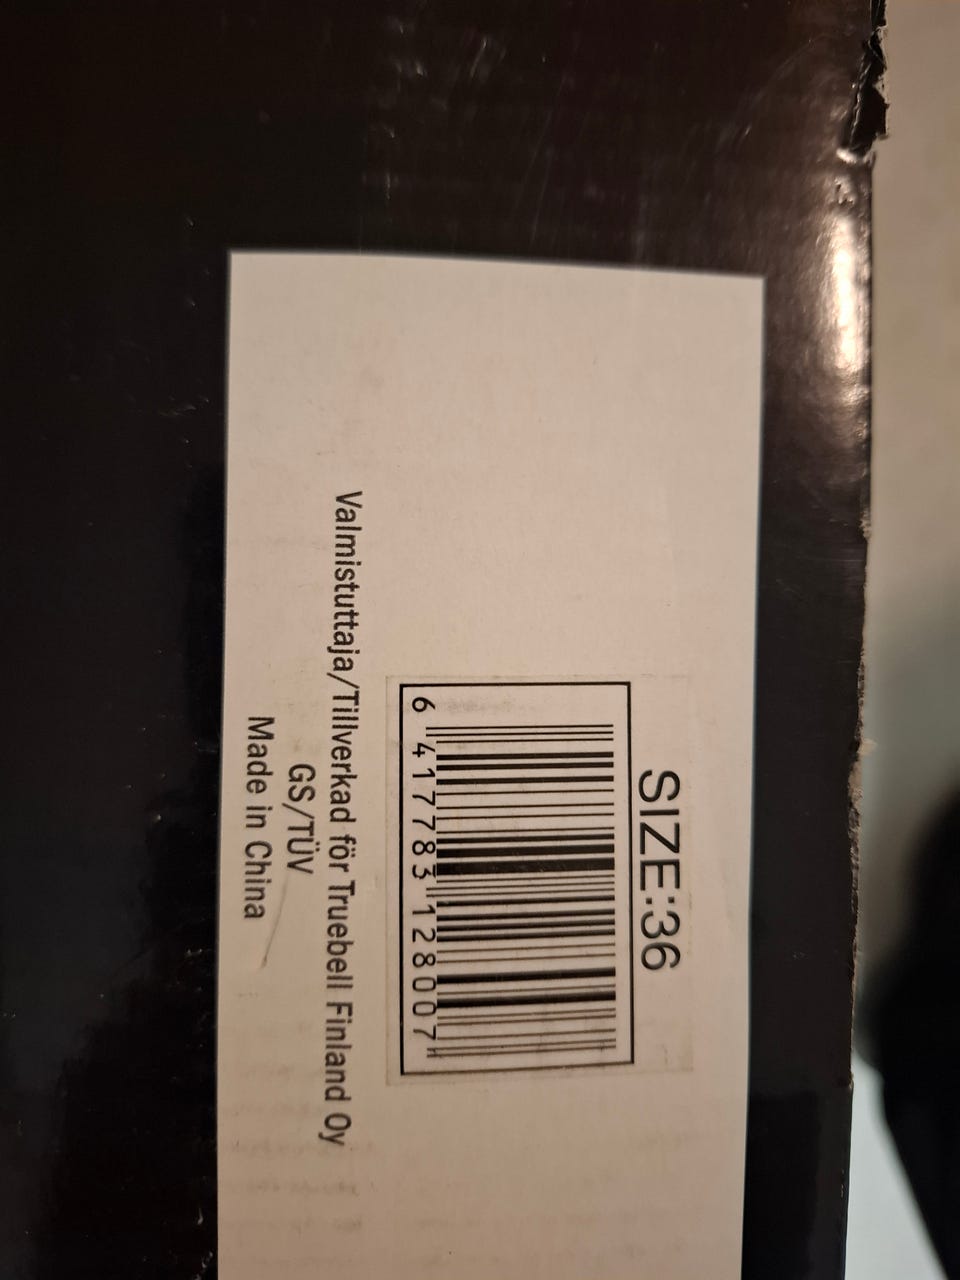 SIZE:36
6 417783 128007
Valmistuttaja/Tillverkad för Truebell Finland Oy
GS/TÜV
Made in China